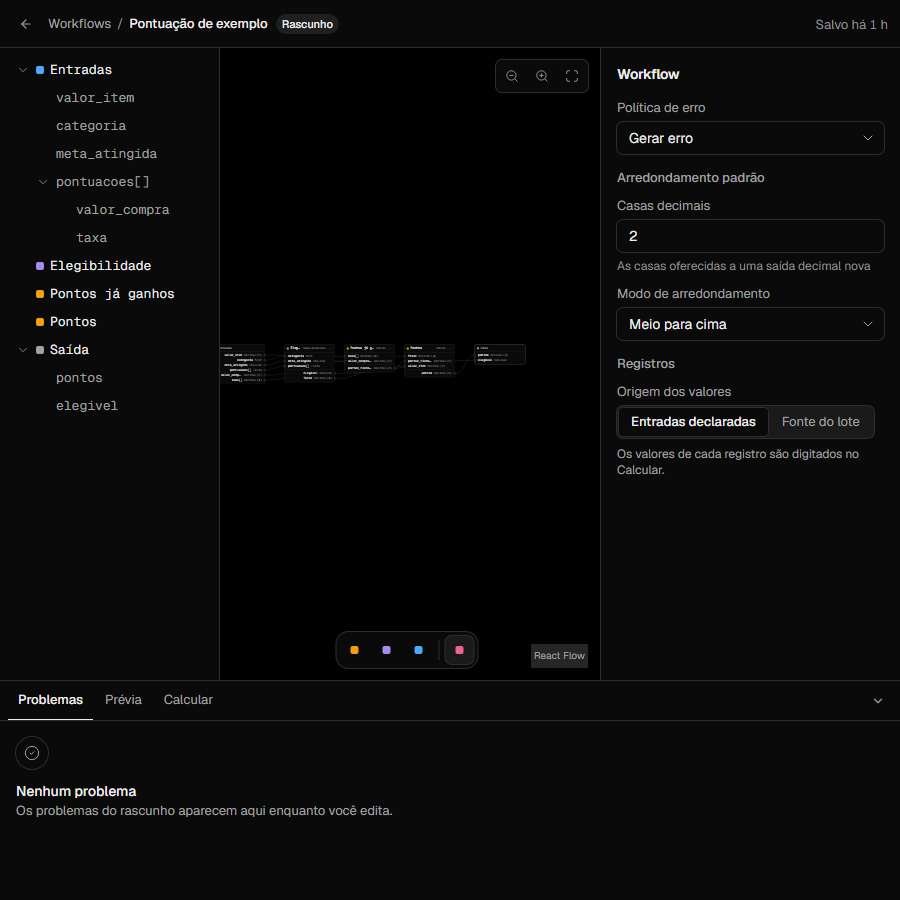 Workflows / Pontuação de exemplo Rascunho
Salvo há 1 h
Entradas
valor_item
categoria
meta_atingida
pontuacoes[]
valor_compra
taxa
Elegibilidade
Pontos já ganhos
Pontos
Saída
pontos
elegivel
React Flow
Workflow
Política de erro
Gerar erro
Arredondamento padrão
Casas decimais
2
As casas oferecidas a uma saída decimal nova
Modo de arredondamento
Meio para cima
Registros
Origem dos valores
Entradas declaradas Fonte do lote
Os valores de cada registro são digitados no
Calcular.
Problemas Prévia Calcular
Nenhum problema
Os problemas do rascunho aparecem aqui enquanto você edita.